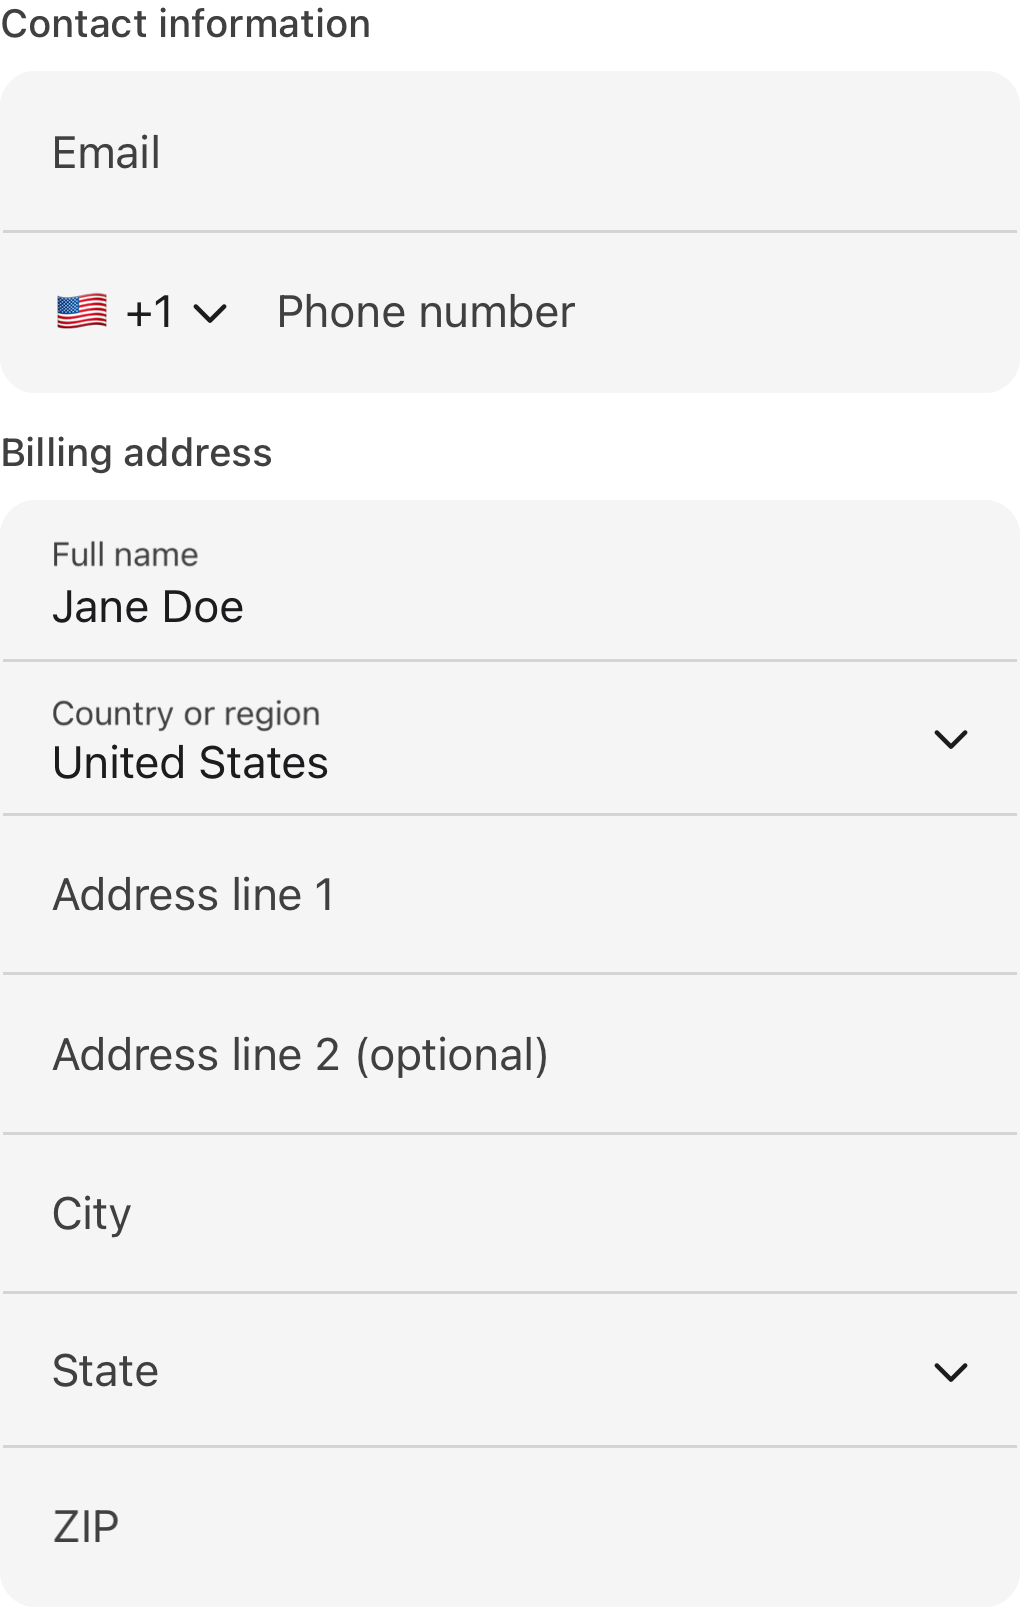 Contact information
Email
+1 Phone number
Billing address
Full name
Jane Doe
Country or region
United States
Address line 1
Address line 2 (optional)
City
State
ZIP